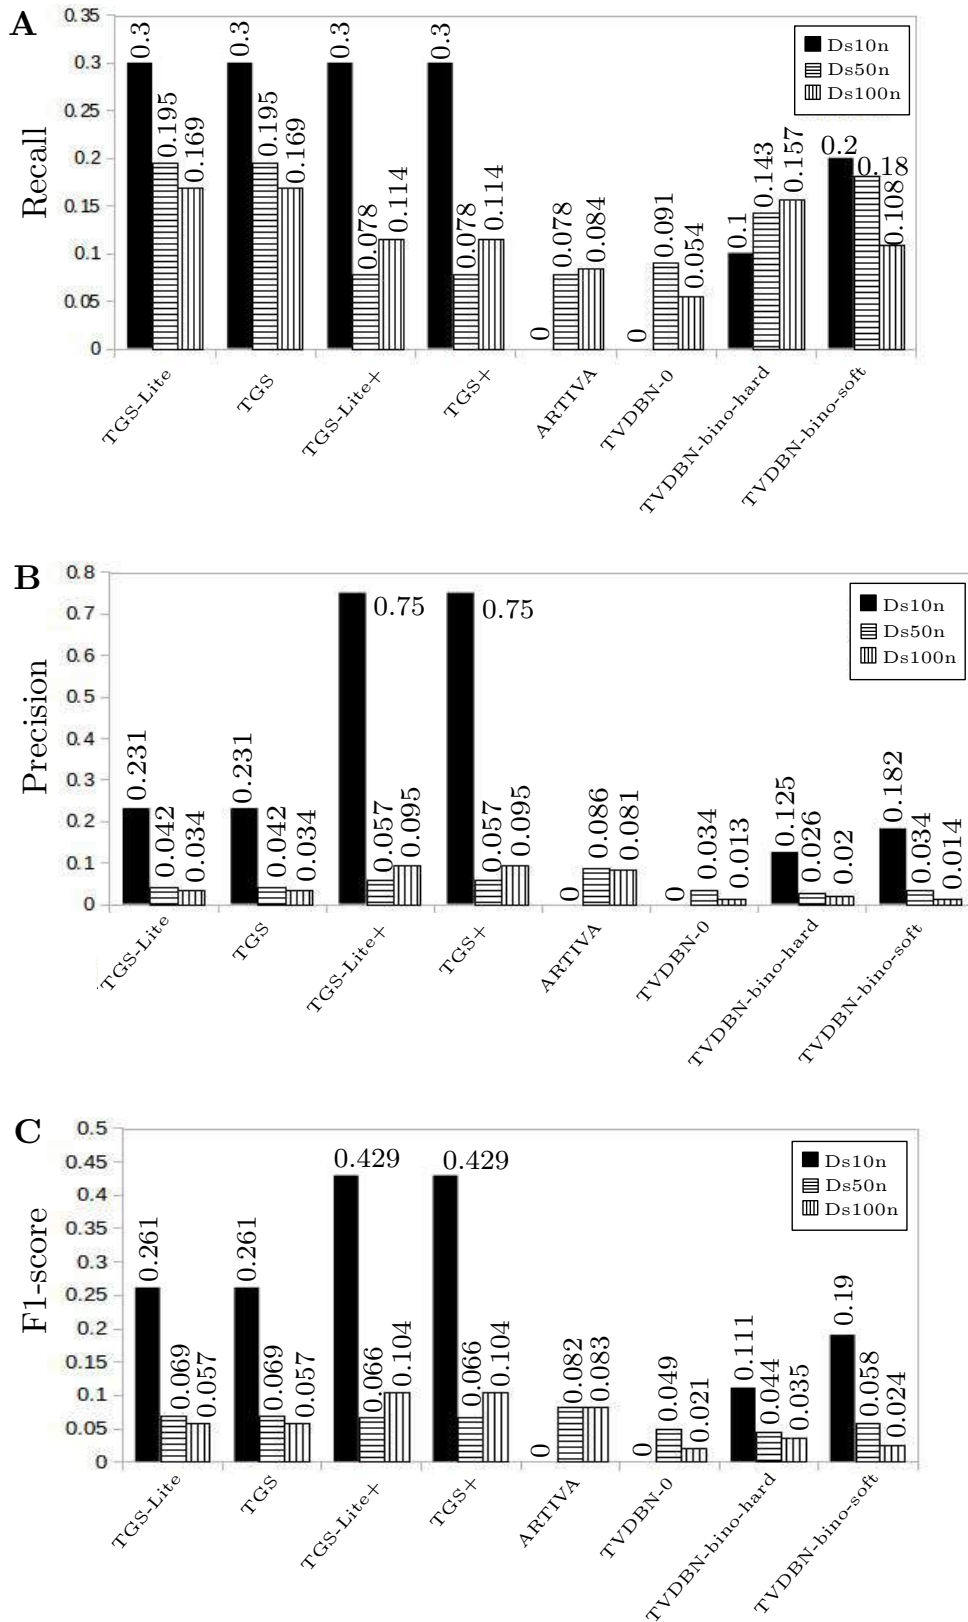 A
Recall
0.35
0.3
0.25
0.2
0.15
0.1
0.05
0
0.3
0.195
0.169
0.3
0.195
0.169
0.3
0.078
0.114
0.3
0.078
0.114
0
0.078
0.084
0
0.091
0.054
0.1
0.143
0.157
0.2
0.18
0.108
Ds10n
Ds50n
Ds100n
TGS-Lite
TGS
TGS-Lite+
TGS+
ARTIVA
TVDBN-0
TVDBN-bino-hard
TVDBN-bino-soft
B
Precision
0.8
0.7
0.6
0.5
0.4
0.3
0.2
0.1
0
0.231
0.042
0.034
0.231
0.042
0.034
0.75
0.057
0.095
0.75
0.057
0.095
0
0.086
0.081
0
0.034
0.013
0.125
0.026
0.02
0.182
0.034
0.014
Ds10n
Ds50n
Ds100n
TGS-Lite
TGS
TGS-Lite+
TGS+
ARTIVA
TVDBN-0
TVDBN-bino-hard
TVDBN-bino-soft
C
F1-score
0.5
0.45
0.4
0.35
0.3
0.25
0.2
0.15
0.1
0.05
0
0.261
0.069
0.057
0.261
0.069
0.057
0.429
0.066
0.104
0.429
0.066
0.104
0
0.082
0.083
0
0.049
0.021
0.111
0.044
0.035
0.19
0.058
0.024
Ds10n
Ds50n
Ds100n
TGS-Lite
TGS
TGS-Lite+
TGS+
ARTIVA
TVDBN-0
TVDBN-bino-hard
TVDBN-bino-soft